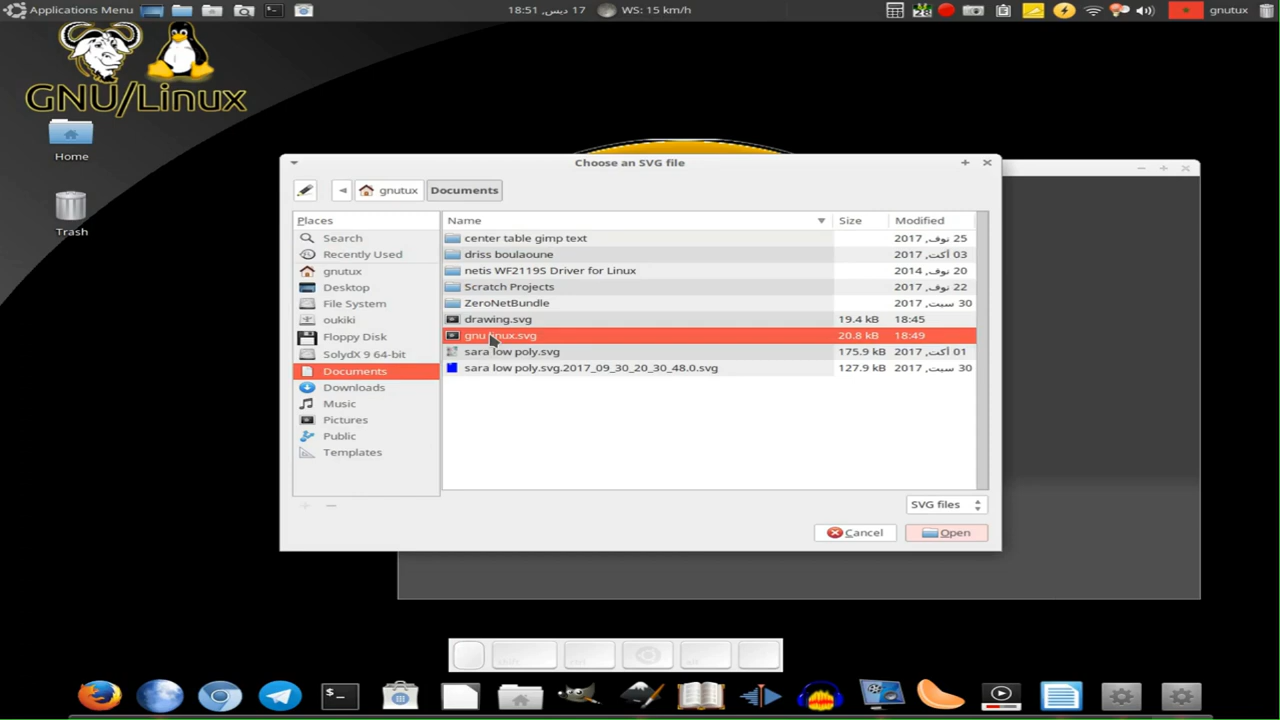 Applications Menu
18:51 ,17 ديس
WS: 15 km/h
28
gnutux
GNU/Linux
Home
Trash
Choose an SVG file
gnutux
Documents
Places
Name
Size
Modified
Search
Recently Used
gnutux
Desktop
File System
oukiki
Floppy Disk
SolydX 9 64-bit
Documents
Downloads
Music
Pictures
Public
Templates
center table gimp text
25 نوف, 2017
driss boulaoune
03 أكت, 2017
netis WF2119S Driver for Linux
20 نوف, 2014
Scratch Projects
22 نوف, 2017
ZeroNetBundle
30 سبت, 2017
drawing.svg
19.4 kB
18:45
gnu linux.svg
20.8 kB
18:49
sara low poly.svg
175.9 kB
01 أكت, 2017
sara low poly.svg.2017_09_30_20_30_48.0.svg
127.9 kB
30 سبت, 2017
SVG files
Cancel
Open